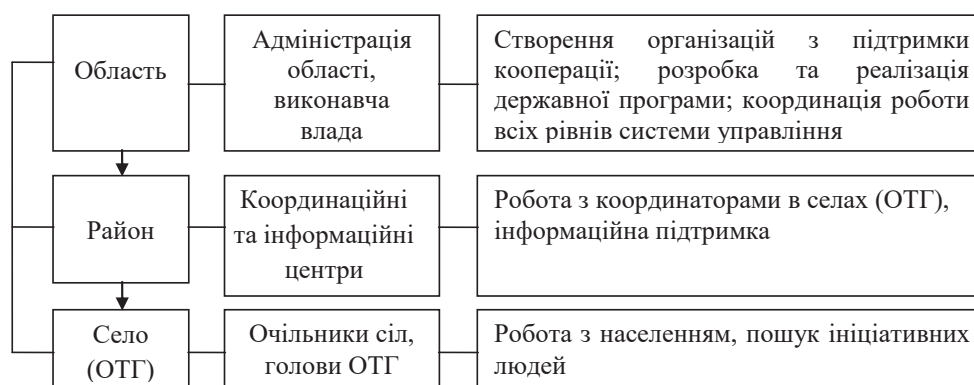 Область
Адміністрація
області,
виконавча
влада
Створення організацій з підтримки
кооперації; розробка та реалізація
державної програми; координація роботи
всіх рівнів системи управління
Район
Координаційні
та інформаційні
центри
Робота з координаторами в селах (ОТГ),
інформаційна підтримка
Село
(ОТГ)
Очільники сіл,
голови ОТГ
Робота з населенням, пошук ініціативних
людей